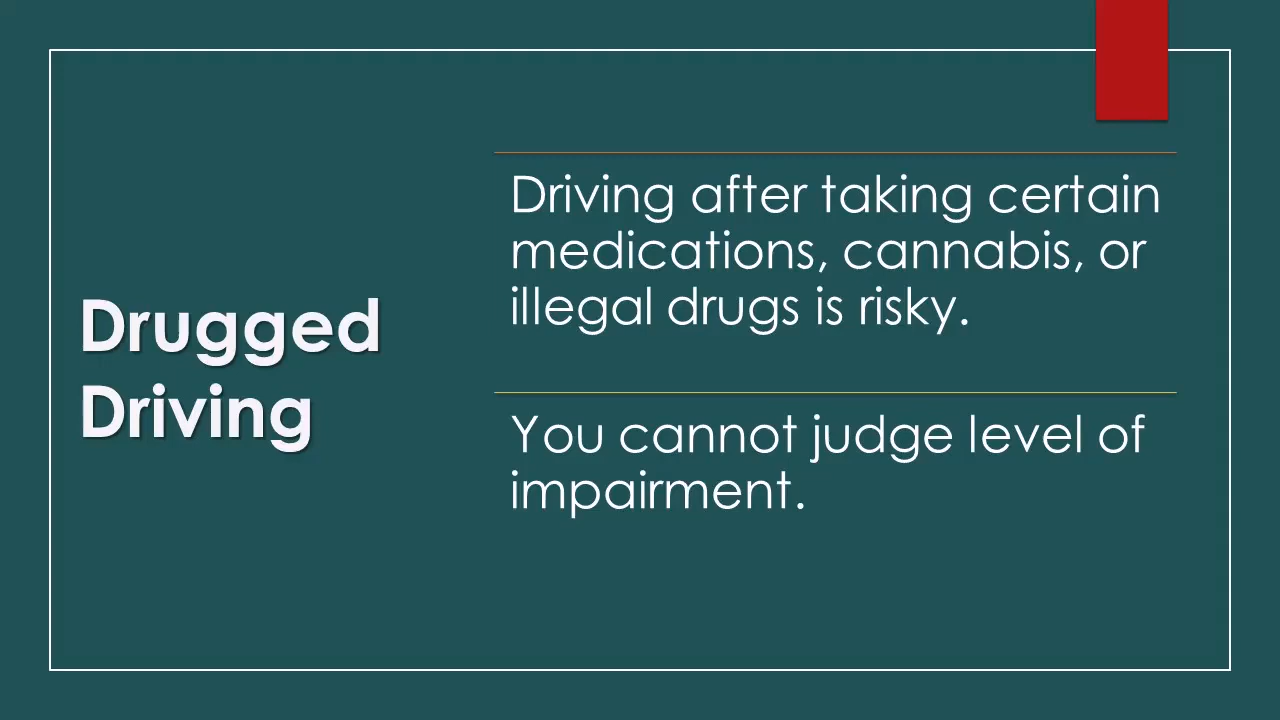 Drugged
Driving
Driving after taking certain
medications, cannabis, or
illegal drugs is risky.
You cannot judge level of
impairment.